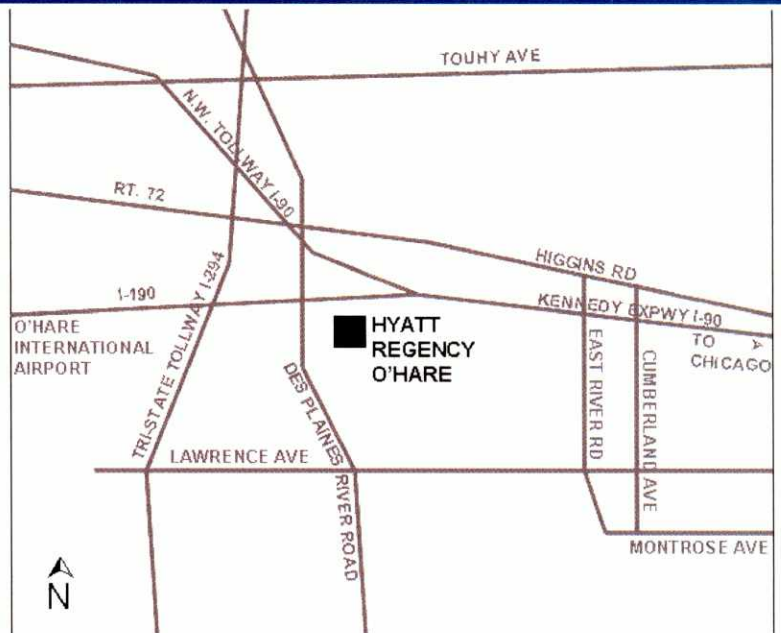 TOUHY AVE
N.W. TOLLWAY I-90
RT. 72
HIGGINS RD
I-190
KENNEDY EXPWY I-90
TO
CHICAGO
O'HARE
INTERNATIONAL
AIRPORT
TRI-STATE TOLLWAY I-294
HYATT
REGENCY
O'HARE
DES PLAINES RIVER ROAD
EAST RIVER RD
CUMBERLAND AVE
LAWRENCE AVE
MONTROSE AVE
N